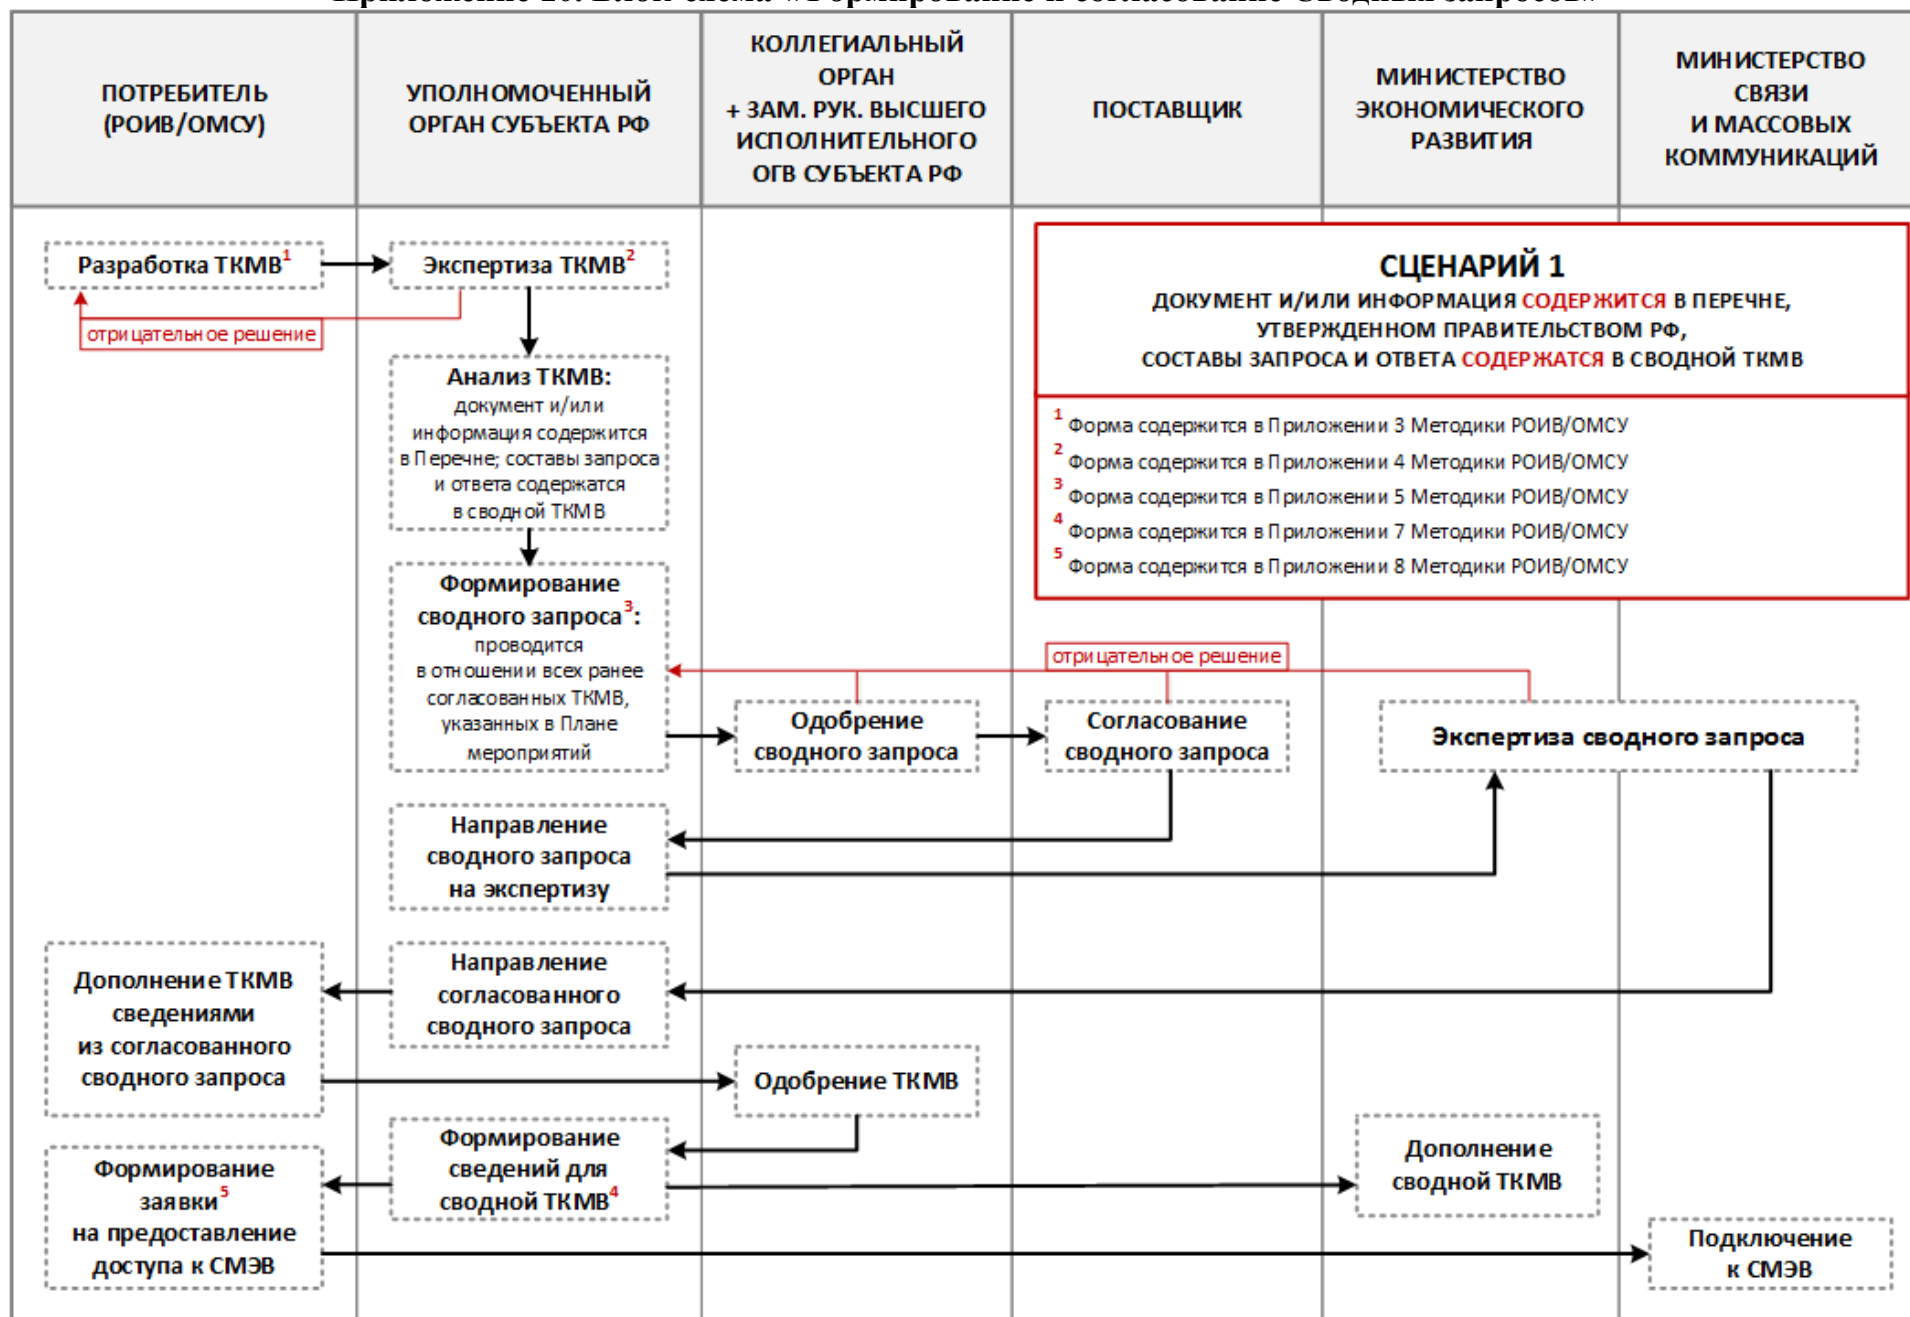 ПОТРЕБИТЕЛЬ
(РОИВ/ОМСУ)
УПОЛНОМОЧЕННЫЙ
ОРГАН СУБЪЕКТА РФ
КОЛЛЕГИАЛЬНЫЙ
ОРГАН
+ ЗАМ. РУК. ВЫСШЕГО
ИСПОЛНИТЕЛЬНОГО
ОГВ СУБЪЕКТА РФ
ПОСТАВЩИК
МИНИСТЕРСТВО
ЭКОНОМИЧЕСКОГО
РАЗВИТИЯ
МИНИСТЕРСТВО
СВЯЗИ
И МАССОВЫХ
КОММУНИКАЦИЙ
Разработка ТКМВ1
Экспертиза ТКМВ2
отрицательное решение
СЦЕНАРИЙ 1
ДОКУМЕНТ И/ИЛИ ИНФОРМАЦИЯ СОДЕРЖИТСЯ В ПЕРЕЧНЕ,
УТВЕРЖДЕННОМ ПРАВИТЕЛЬСТВОМ РФ,
СОСТАВЫ ЗАПРОСА И ОТВЕТА СОДЕРЖАТСЯ В СВОДНОЙ ТКМВ
1 Форма содержится в Приложении 3 Методики РОИВ/ОМСУ
2 Форма содержится в Приложении 4 Методики РОИВ/ОМСУ
3 Форма содержится в Приложении 5 Методики РОИВ/ОМСУ
4 Форма содержится в Приложении 7 Методики РОИВ/ОМСУ
5 Форма содержится в Приложении 8 Методики РОИВ/ОМСУ
Анализ ТКМВ:
документ и/или
информация содержится
в Перечне; составы запроса
и ответа содержатся
в сводной ТКМВ
Формирование
сводного запроса3:
проводится
в отношении всех ранее
согласованных ТКМВ,
указанных в Плане
мероприятий
отрицательное решение
Одобрение
сводного запроса
Согласование
сводного запроса
Экспертиза сводного запроса
Направление
сводного запроса
на экспертизу
Дополнение ТКМВ
сведениями
из согласованного
сводного запроса
Направление
согласованного
сводного запроса
Одобрение ТКМВ
Формирование
сведений для
сводной ТКМВ4
Дополнение
сводной ТКМВ
Формирование
заявки5
на предоставление
доступа к СМЭВ
Подключение
к СМЭВ